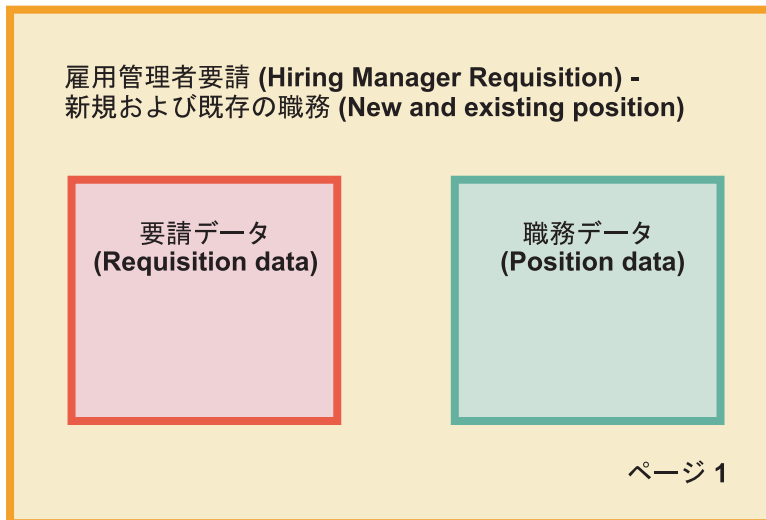 雇用管理者要請 (Hiring Manager Requisition) -
新規および既存の職務 (New and existing position)
要請データ
(Requisition data)
職務データ
(Position data)
ページ 1